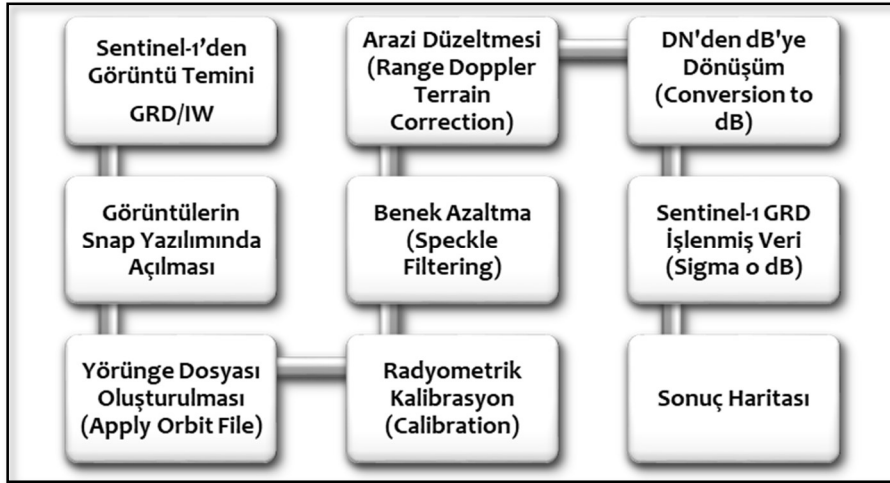 Sentinel-1’den
Görüntü Temini
GRD/IW
Görüntülerin
Snap Yazılımında
Açılması
Yörünge Dosyası
Oluşturulması
(Apply Orbit File)
Radyometrik
Kalibrasyon
(Calibration)
Benek Azaltma
(Speckle
Filtering)
Arazi Düzeltmesi
(Range Doppler
Terrain
Correction)
DN'den dB'ye
Dönüşüm
(Conversion to
dB)
Sentinel-1 GRD
İşlenmiş Veri
(Sigma o dB)
Sonuç Haritası